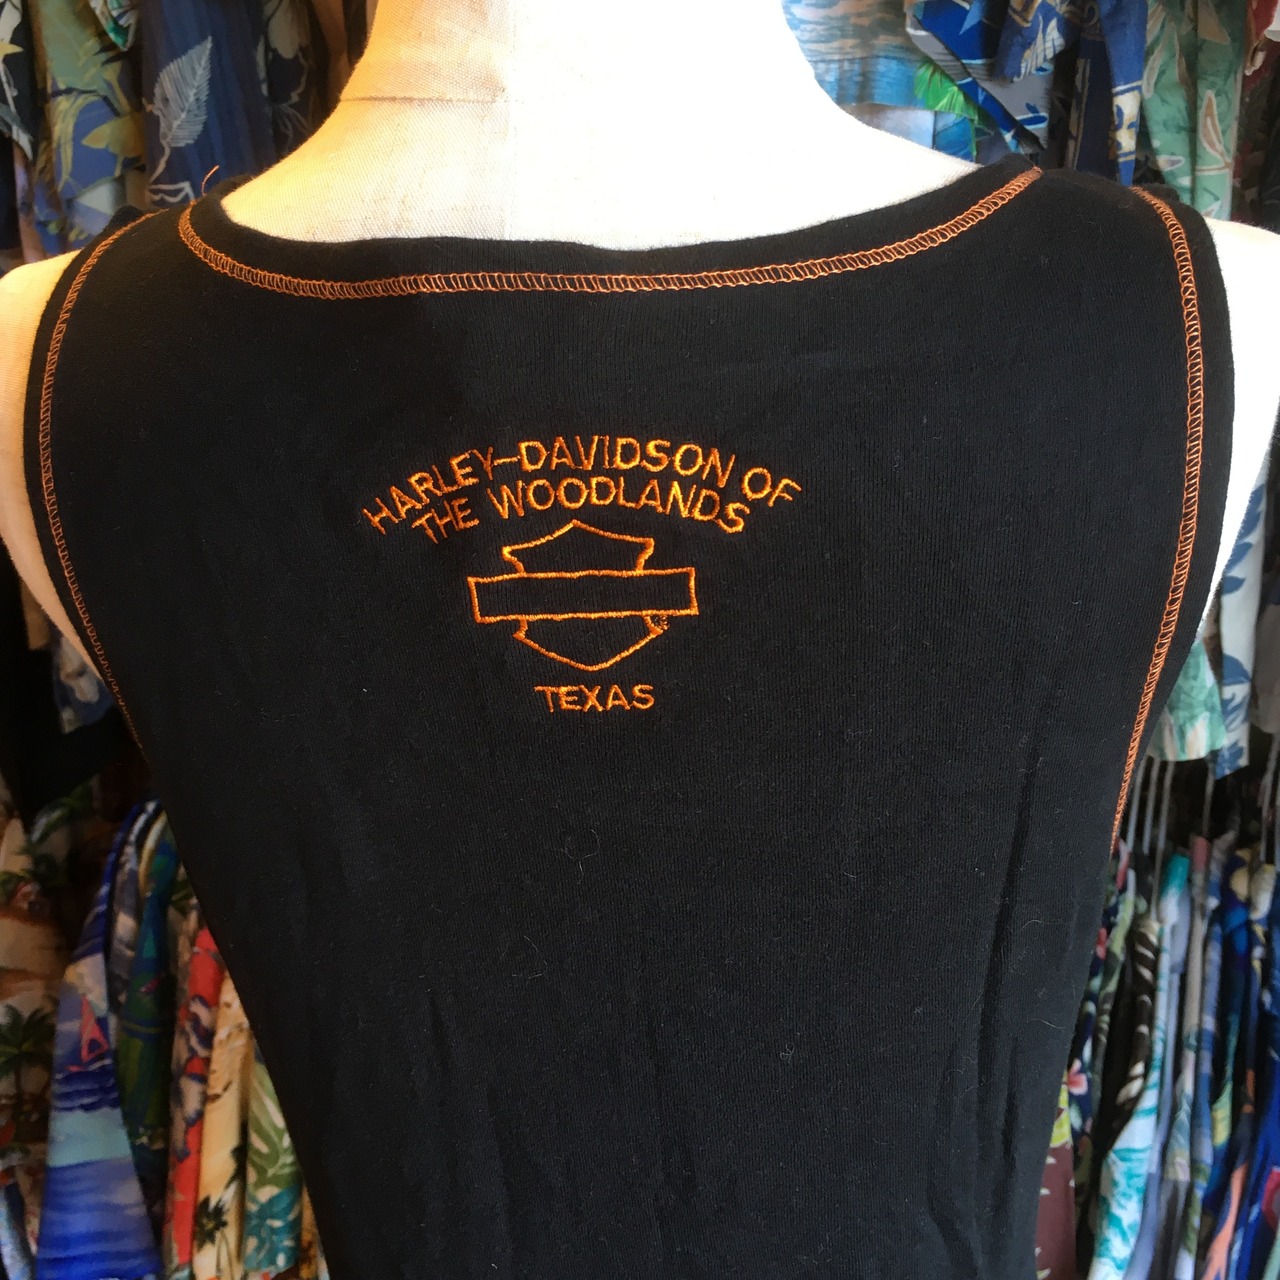 HARLEY-DAVIDSON OF
THE WOODLANDS
TEXAS